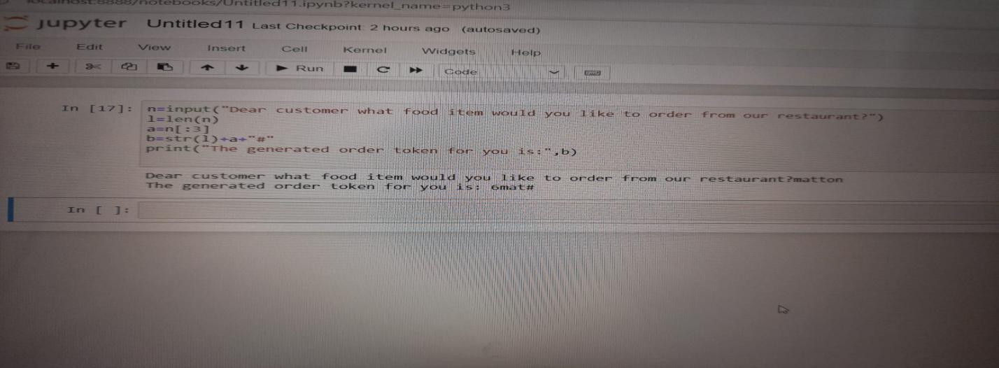 localhost:8888/notebooks/Untitled11.ipynb?kernel_name=python3
Jupyter Untitled11 Last Checkpoint: 2 hours ago (autosaved)
File Edit View Insert Cell Kernel Widgets Help
Run Code
In [17]: n=input("Dear customer what food item would you like to order from our restaurant?")
l=len(n)
a=n[:3]
b=str(l)+a+"#"
print("The generated order token for you is:",b)
Dear customer what food item would you like to order from our restaurant?matton
The generated order token for you is: 6mat#
In [ ]: